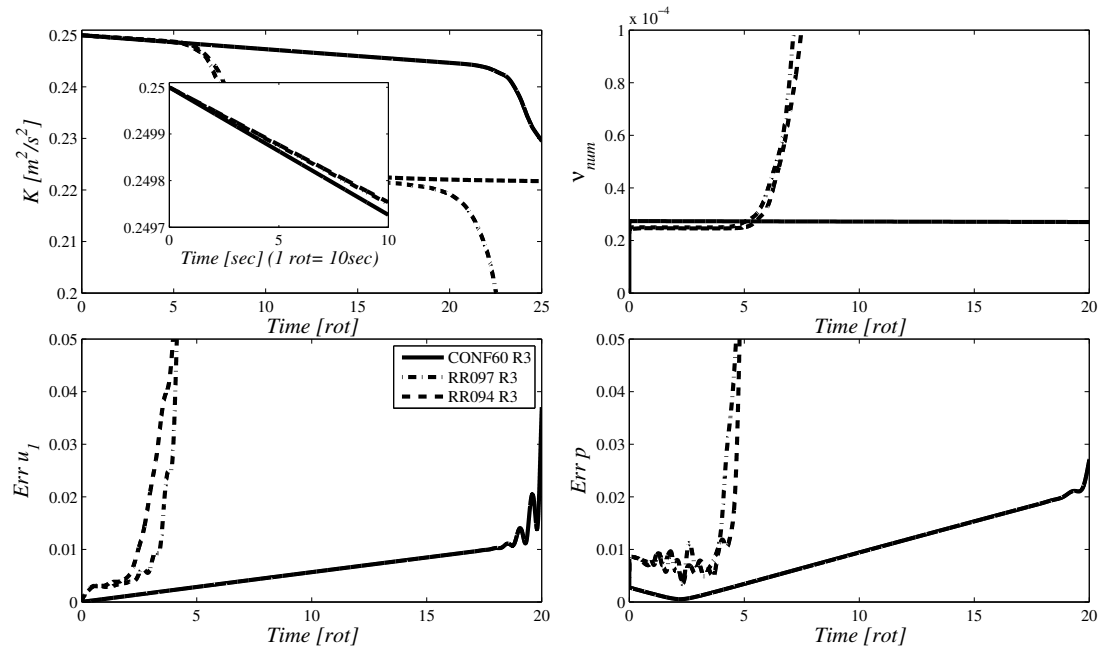 0.25
0.24
0.23
0.22
0.21
0.2
K [m²/s²]
0 5 10 15 20 25
Time [rot]
0.25
0.2499
0.2499
0.2498
0.2497
0 5 10
Time [sec] (1 rot= 10sec)
x 10⁻⁴
1
0.8
0.6
0.4
0.2
0
νnum
0 5 10 15 20
Time [rot]
0.05
0.04
0.03
0.02
0.01
0
Err u₁
0 5 10 15 20
Time [rot]
CONF60 R3
RR097 R3
RR094 R3
0.05
0.04
0.03
0.02
0.01
0
Err p
0 5 10 15 20
Time [rot]